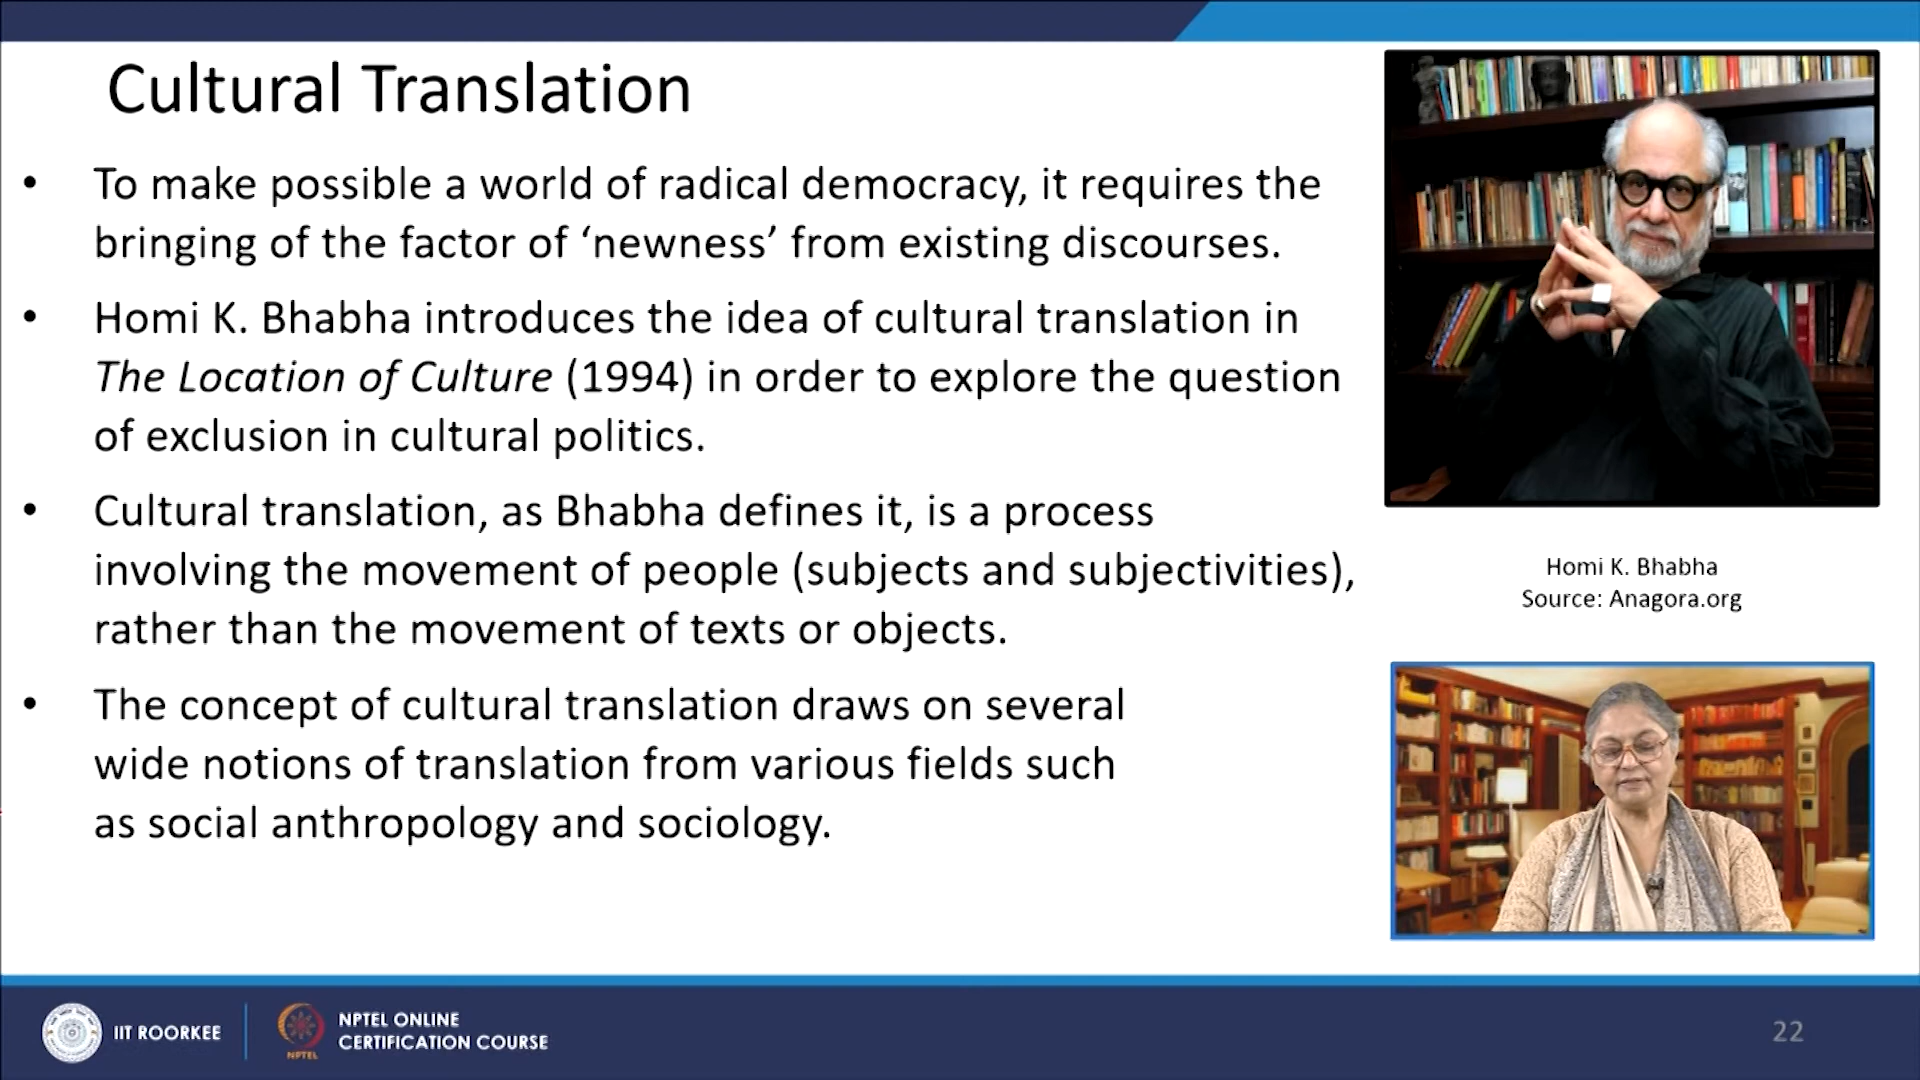 Cultural Translation
• To make possible a world of radical democracy, it requires the
bringing of the factor of ‘newness’ from existing discourses.
• Homi K. Bhabha introduces the idea of cultural translation in
The Location of Culture (1994) in order to explore the question
of exclusion in cultural politics.
• Cultural translation, as Bhabha defines it, is a process
involving the movement of people (subjects and subjectivities),
rather than the movement of texts or objects.
• The concept of cultural translation draws on several
wide notions of translation from various fields such
as social anthropology and sociology.
Homi K. Bhabha
Source: Anagora.org
IIT ROORKEE
NPTEL
NPTEL ONLINE
CERTIFICATION COURSE
22